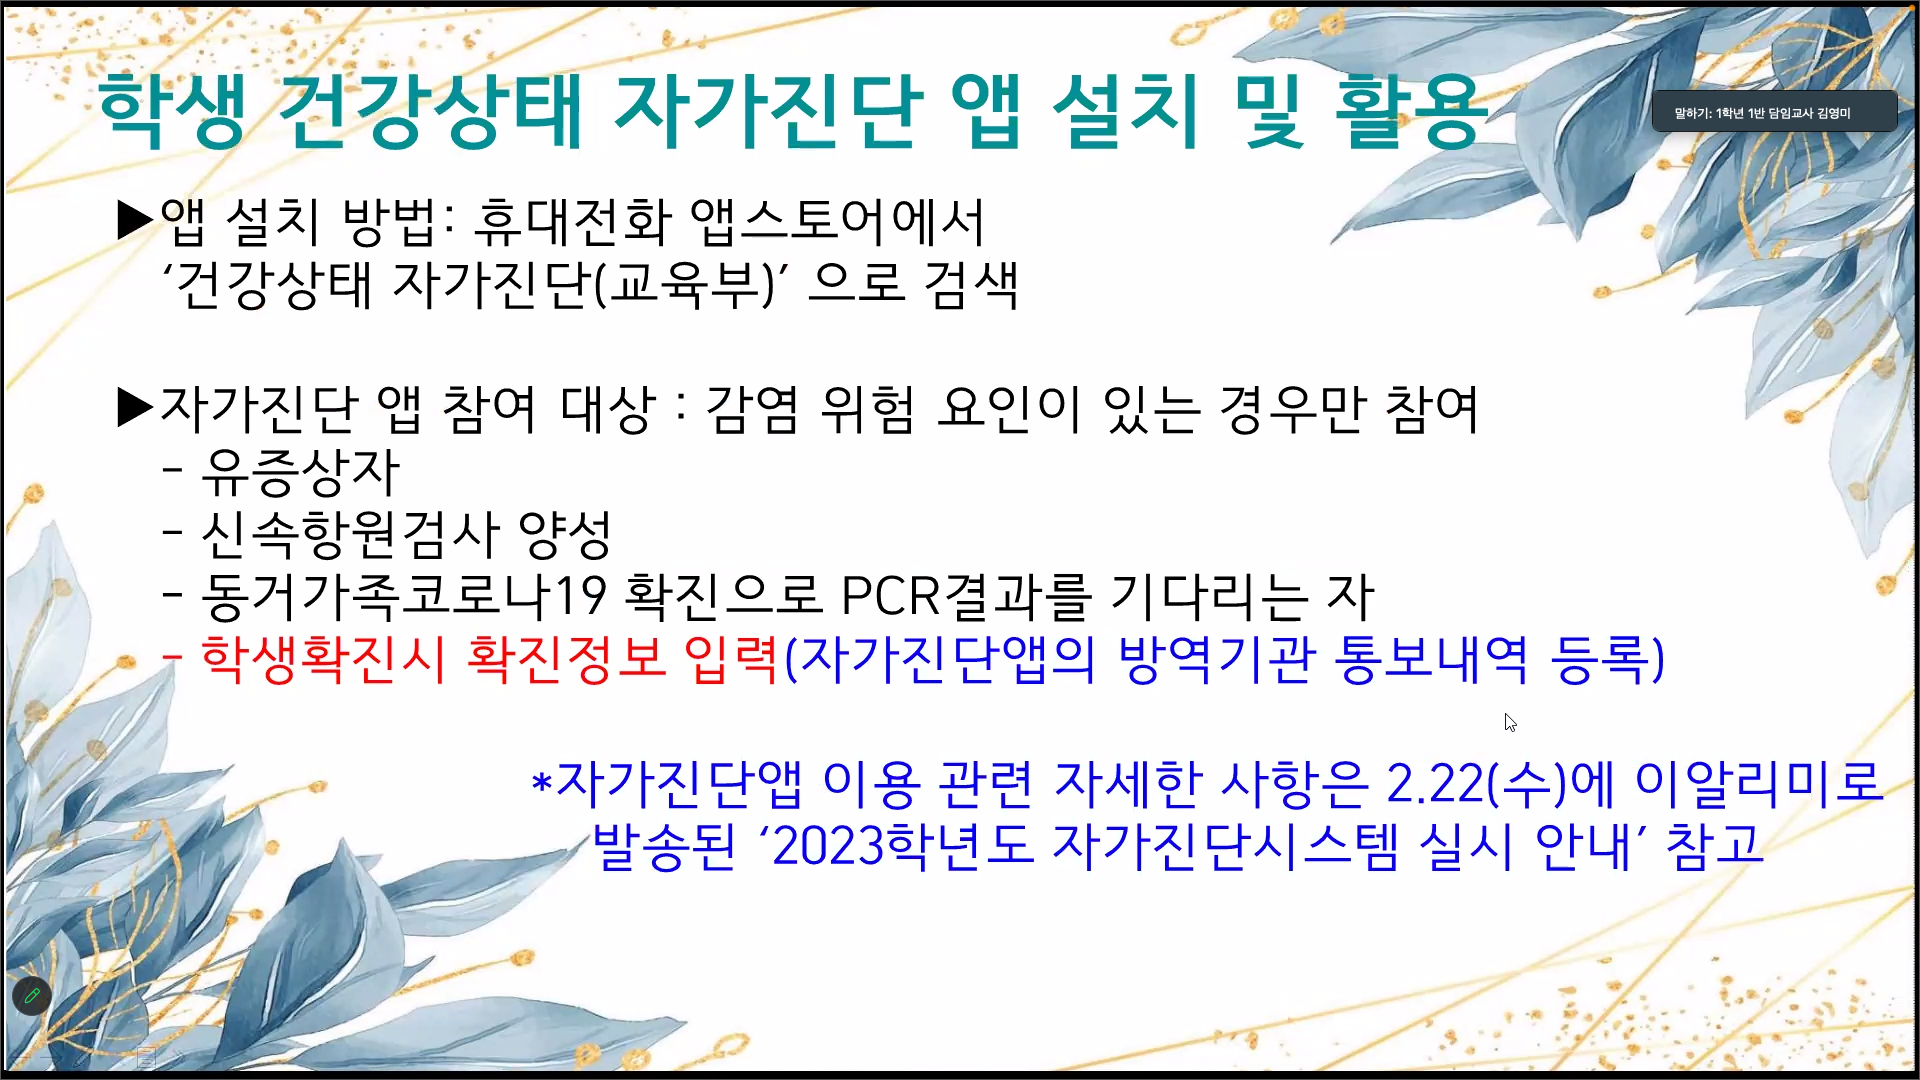 학생 건강상태 자가진단 앱 설치 및 활용
말하기: 1학년 1반 담임교사 김영미
▶앱 설치 방법: 휴대전화 앱스토어에서
‘건강상태 자가진단(교육부)’ 으로 검색
▶자가진단 앱 참여 대상 : 감염 위험 요인이 있는 경우만 참여
- 유증상자
- 신속항원검사 양성
- 동거가족코로나19 확진으로 PCR결과를 기다리는 자
- 학생확진시 확진정보 입력(자가진단앱의 방역기관 통보내역 등록)
*자가진단앱 이용 관련 자세한 사항은 2.22(수)에 이알리미로
발송된 ‘2023학년도 자가진단시스템 실시 안내’ 참고